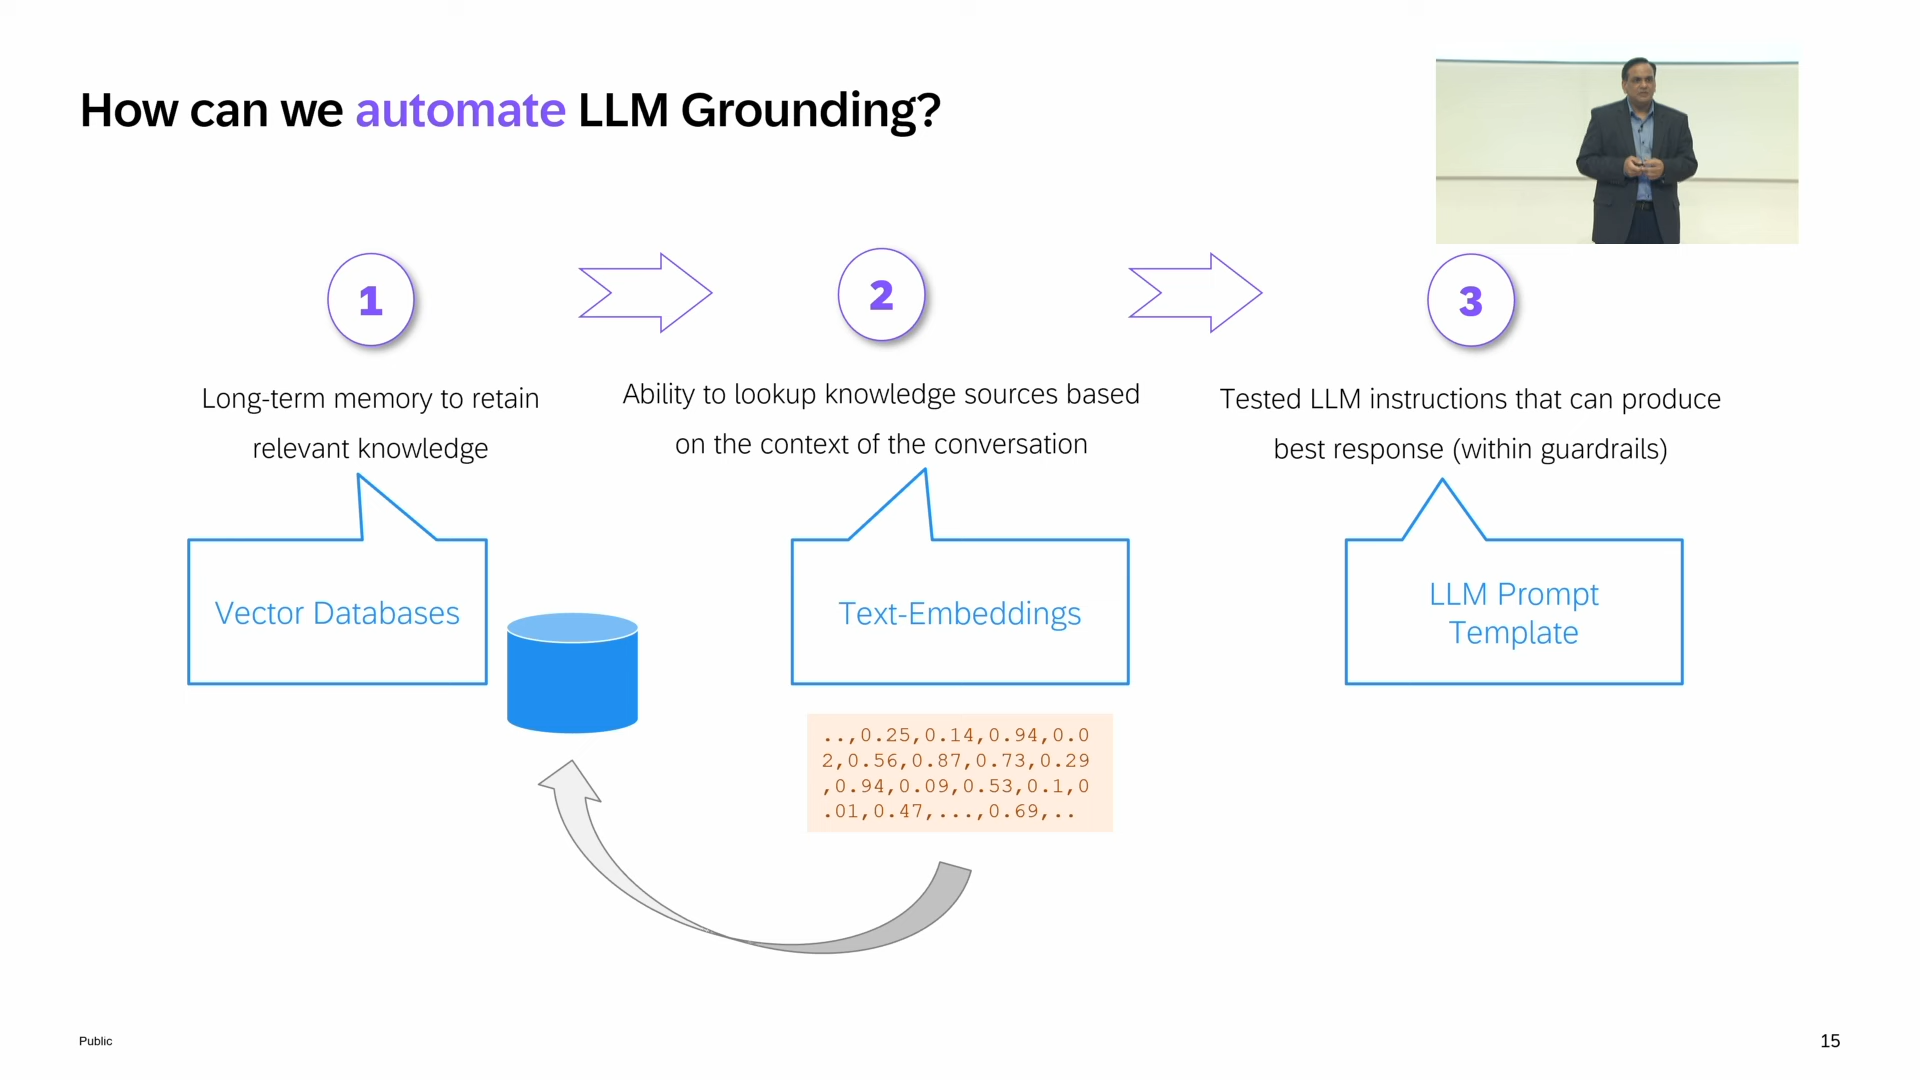 How can we automate LLM Grounding?
1
2
3
Long-term memory to retain
relevant knowledge
Ability to lookup knowledge sources based
on the context of the conversation
Tested LLM instructions that can produce
best response (within guardrails)
Vector Databases
Text-Embeddings
LLM Prompt
Template
..,0.25,0.14,0.94,0.0
2,0.56,0.87,0.73,0.29
,0.94,0.09,0.53,0.1,0
.01,0.47,...,0.69,..
Public
15